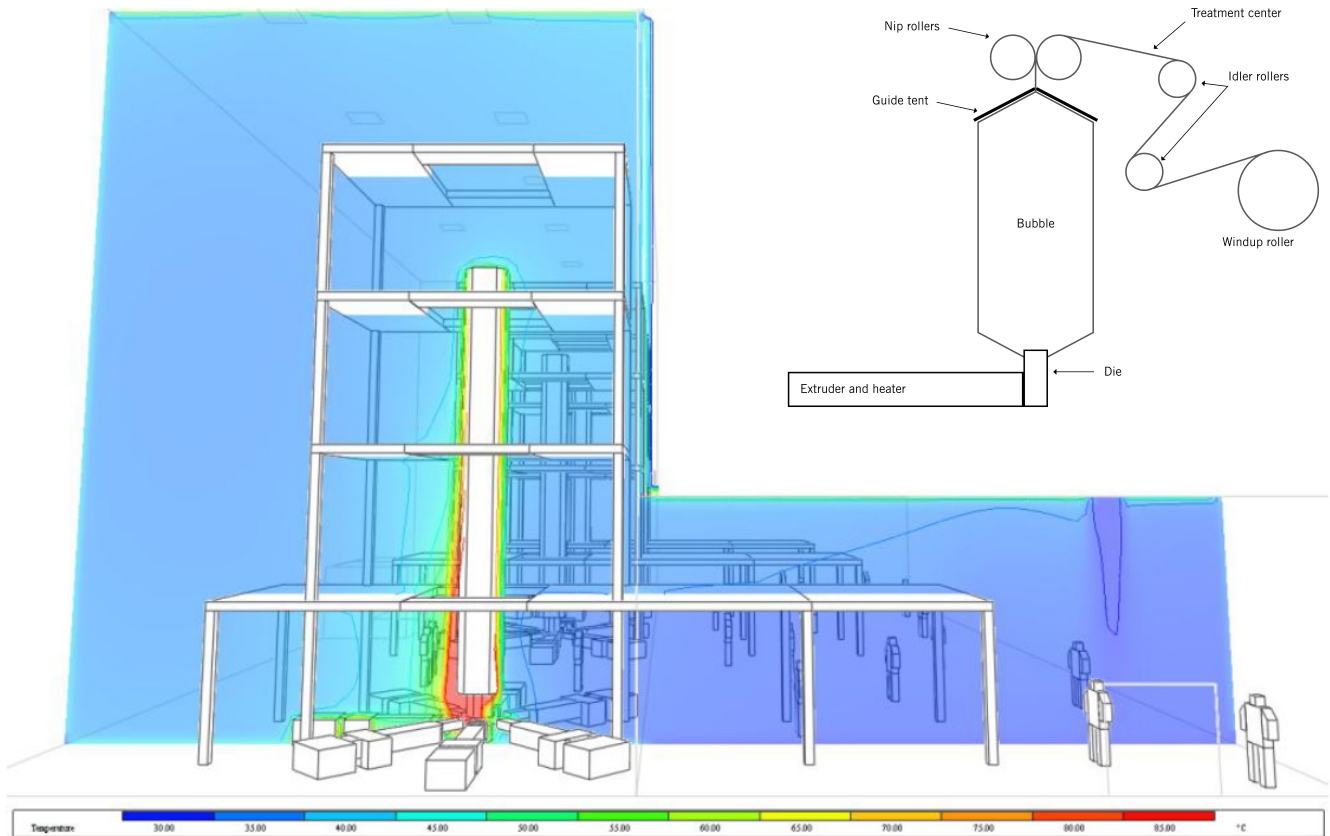 Treatment center
Nip rollers
Idler rollers
Guide tent
Bubble
Windup roller
Die
Extruder and heater
Temperature 30.00 35.00 40.00 45.00 50.00 55.00 60.00 65.00 70.00 75.00 80.00 85.00 °C